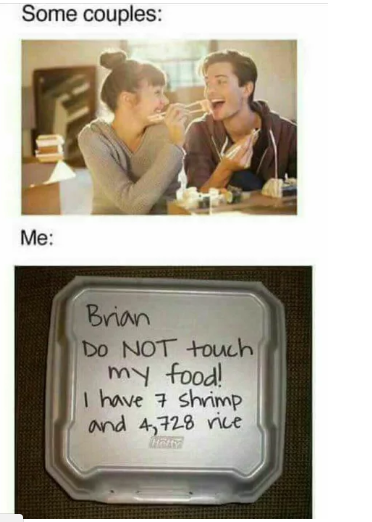 Some couples:
Me:
Brian
DO NOT touch
my food!
I have 7 shrimp
and 4,728 rice